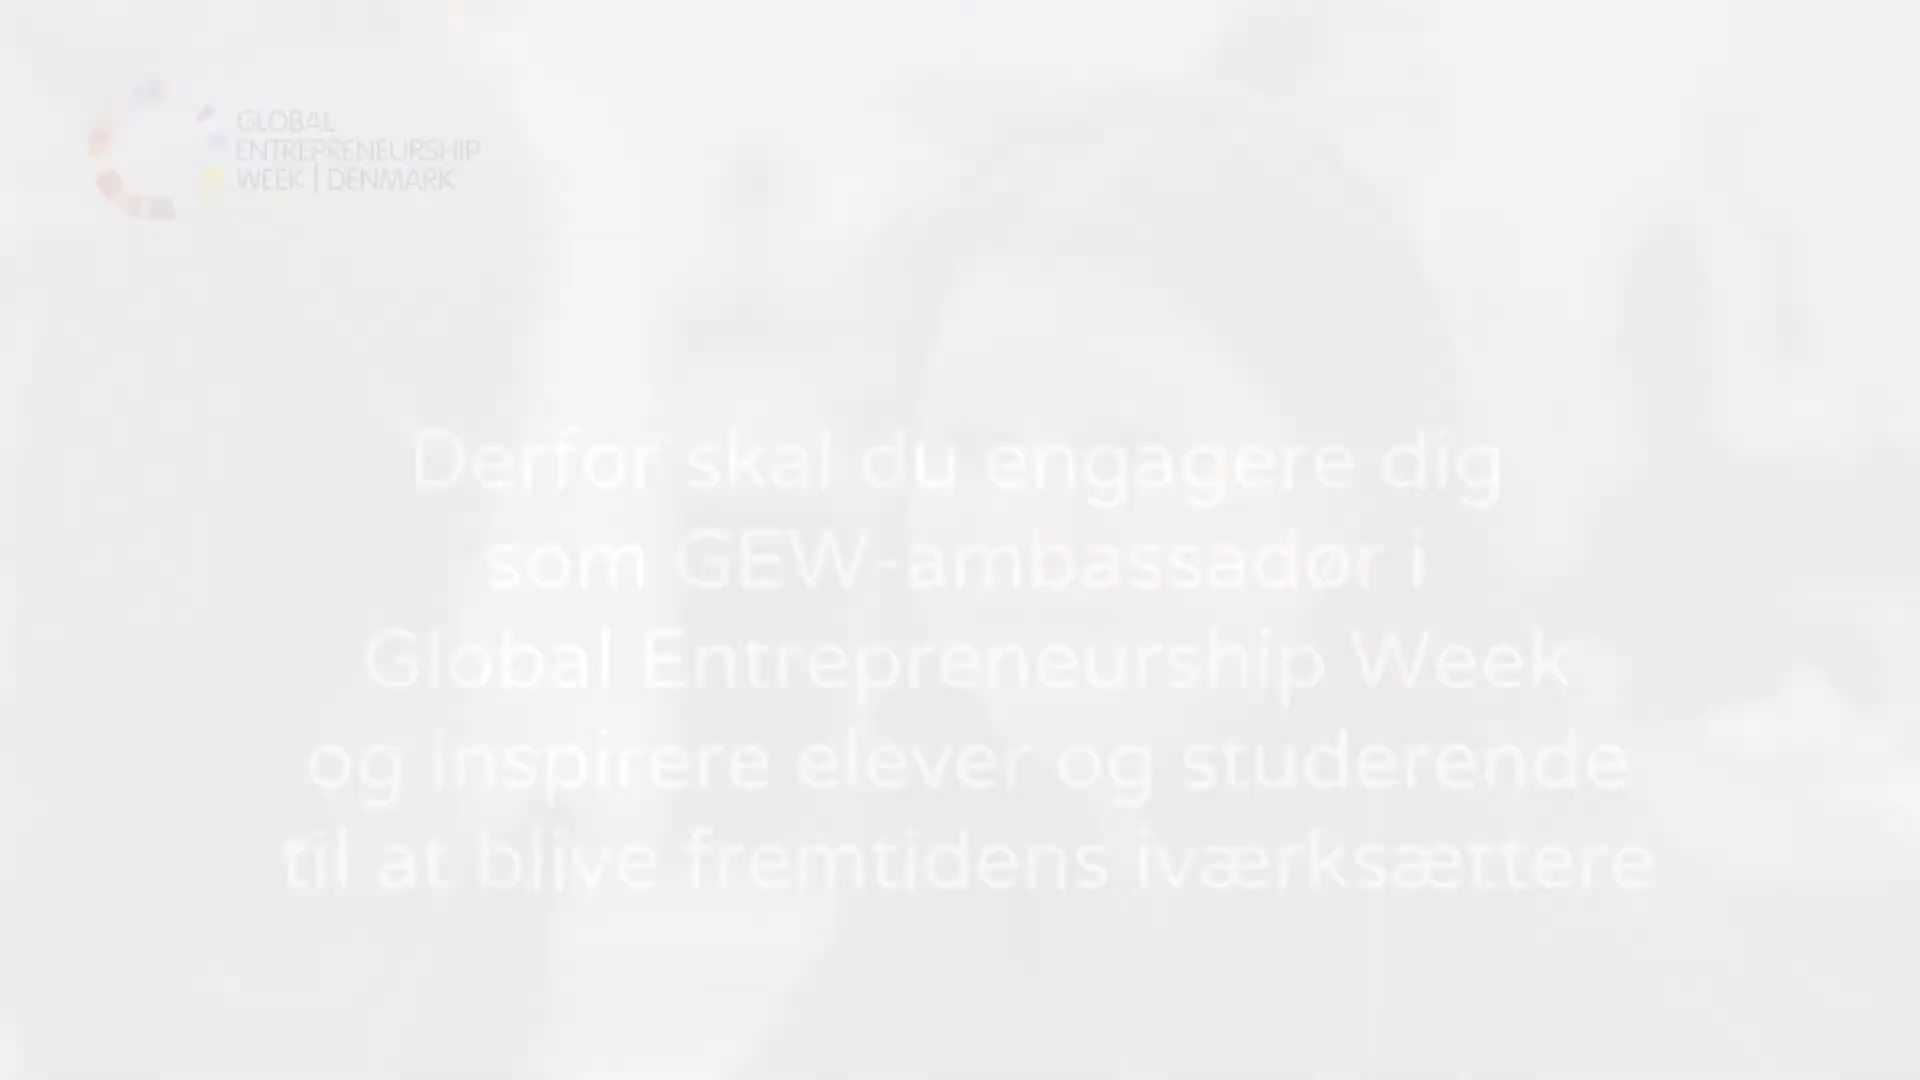 GLOBAL
ENTREPRENEURSHIP
WEEK | DENMARK
Derfor skal du engagere dig
som GEW-ambassadør i
Global Entrepreneurship Week
og inspirere elever og studerende
til at blive fremtidens iværksættere